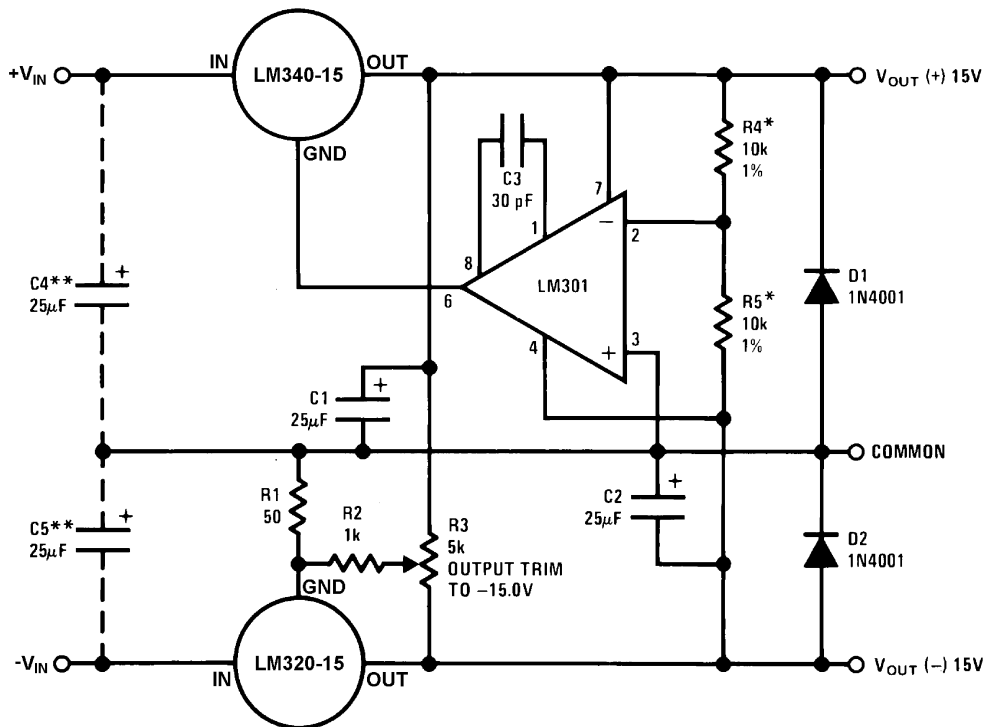 +VIN
IN
LM340-15
OUT
GND
VOUT (+) 15V
R4*
10k
1%
C3
30 pF
7
1
−
2
8
6
LM301
C4**
+
25μF
R5*
10k
1%
D1
1N4001
4
+
3
C1
+
25μF
COMMON
R1
50
R2
1k
C2
+
25μF
C5**
+
25μF
R3
5k
OUTPUT TRIM
TO −15.0V
D2
1N4001
GND
-VIN
IN
LM320-15
OUT
VOUT (−) 15V